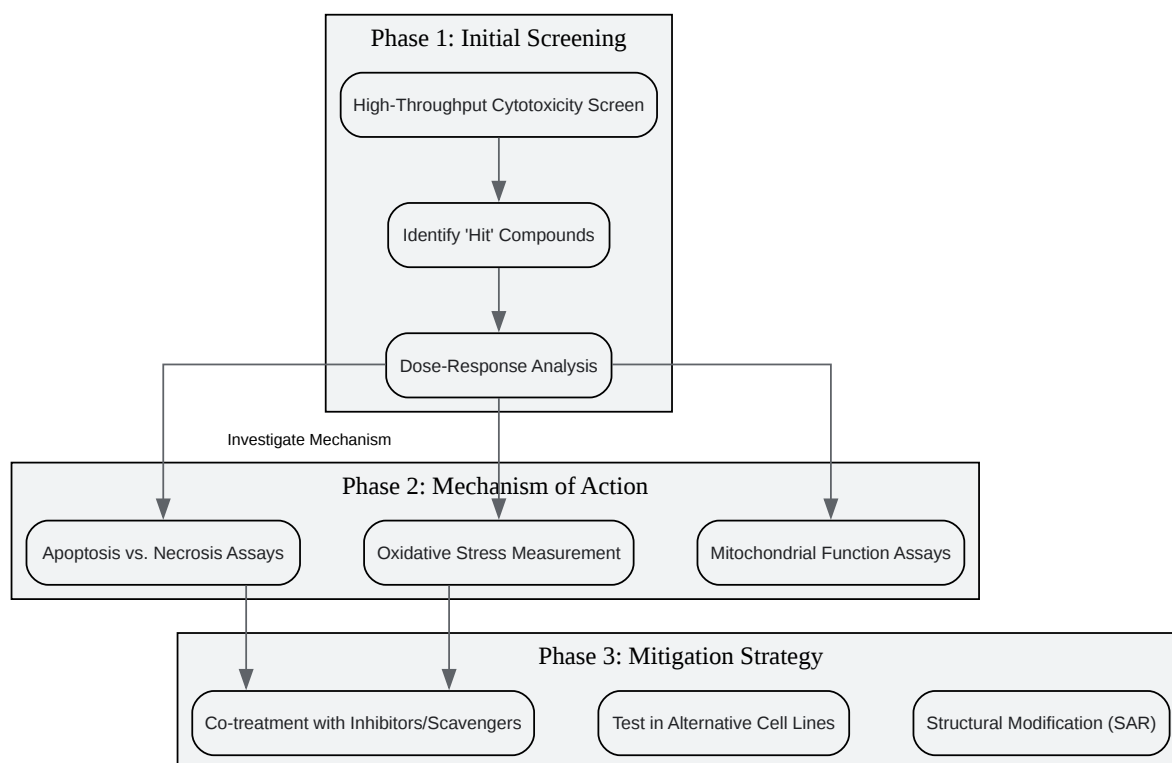 Phase 1: Initial Screening
High-Throughput Cytotoxicity Screen
Identify 'Hit' Compounds
Dose-Response Analysis
Investigate Mechanism
Phase 2: Mechanism of Action
Apoptosis vs. Necrosis Assays
Oxidative Stress Measurement
Mitochondrial Function Assays
Phase 3: Mitigation Strategy
Co-treatment with Inhibitors/Scavengers
Test in Alternative Cell Lines
Structural Modification (SAR)